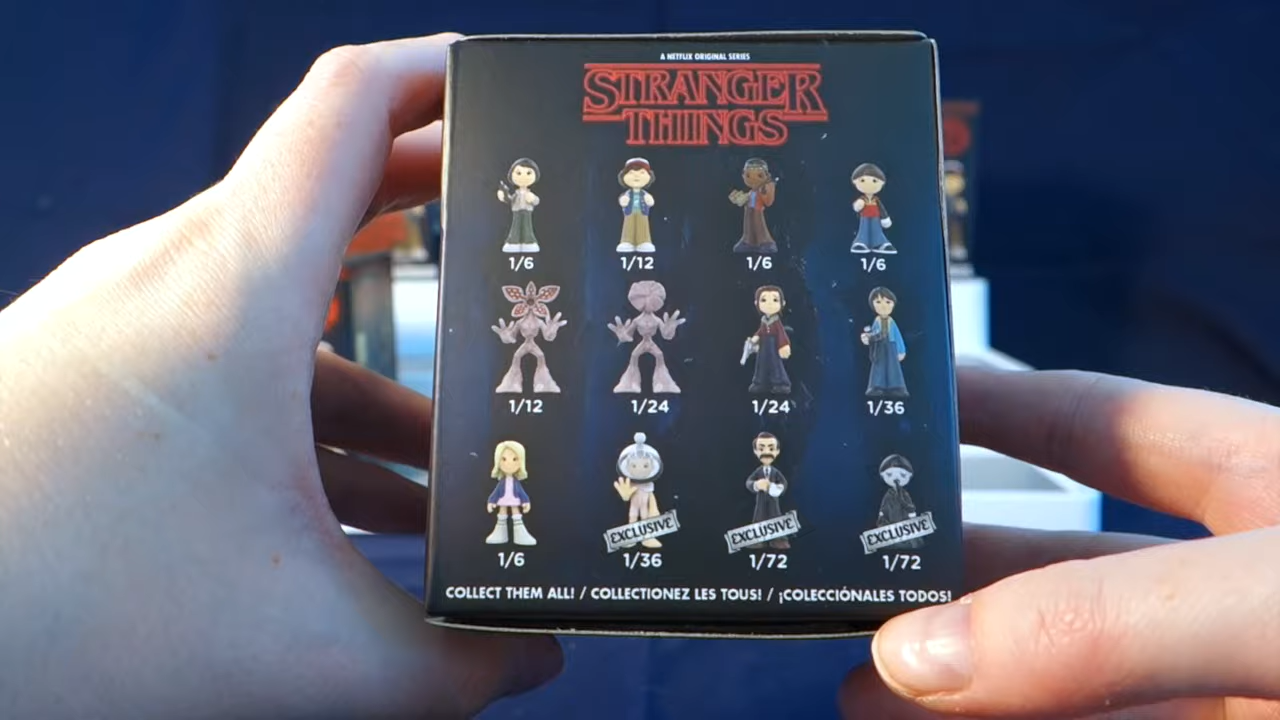 A NETFLIX ORIGINAL SERIES
STRANGER
THINGS
1/6 1/12 1/6 1/6
1/12 1/24 1/24 1/36
EXCLUSIVE EXCLUSIVE EXCLUSIVE
1/6 1/36 1/72 1/72
COLLECT THEM ALL! / COLLECTIONEZ LES TOUS! / ¡COLECCIÓNALES TODOS!